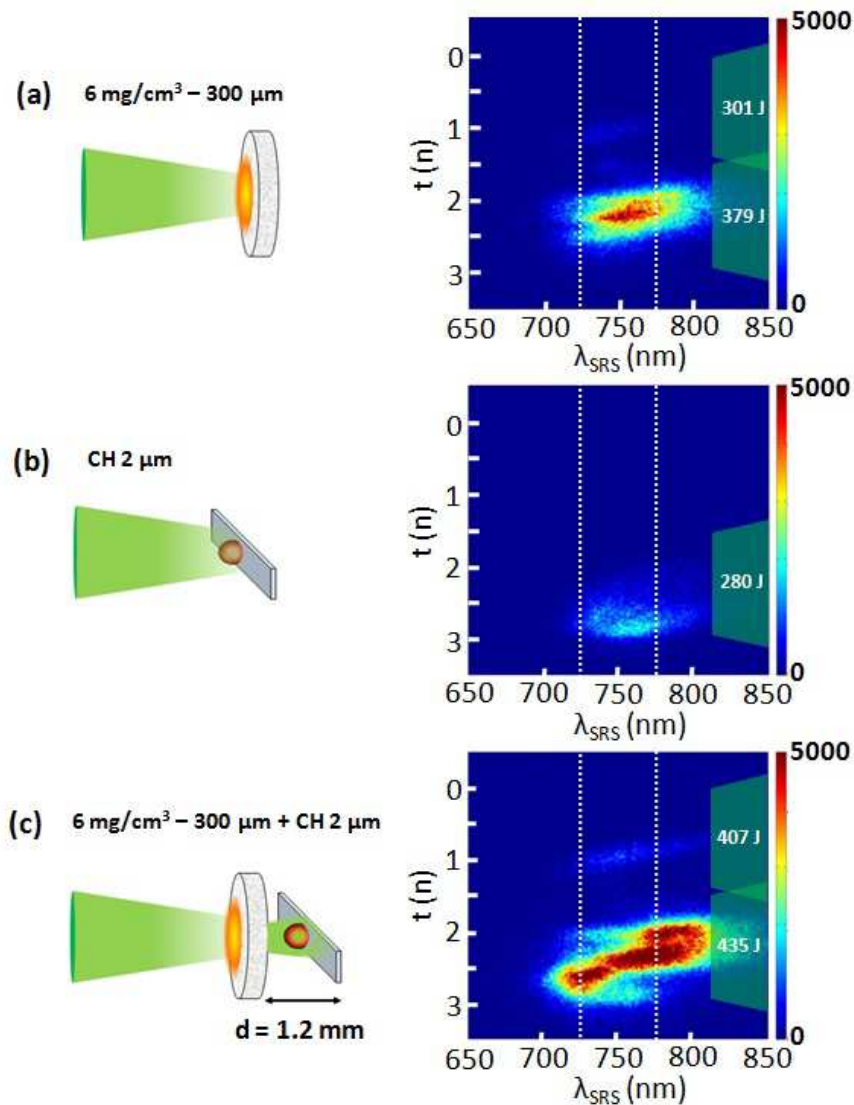 (a) 6 mg/cm³ – 300 µm
5000
0
1
2
3
t (n)
301 J
379 J
0
650 700 750 800 850
λSRS (nm)
(b) CH 2 µm
5000
0
1
2
3
t (n)
280 J
0
650 700 750 800 850
λSRS (nm)
(c) 6 mg/cm³ – 300 µm + CH 2 µm
d = 1.2 mm
5000
0
1
2
3
t (n)
407 J
435 J
0
650 700 750 800 850
λSRS (nm)